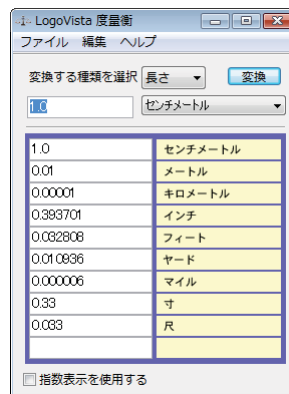 LogoVista 度量衡
ファイル 編集 ヘルプ
変換する種類を選択 長さ 変換
1.0 センチメートル
1.0 センチメートル
0.01 メートル
0.00001 キロメートル
0.393701 インチ
0.032808 フィート
0.010936 ヤード
0.000006 マイル
0.33 寸
0.033 尺
指数表示を使用する